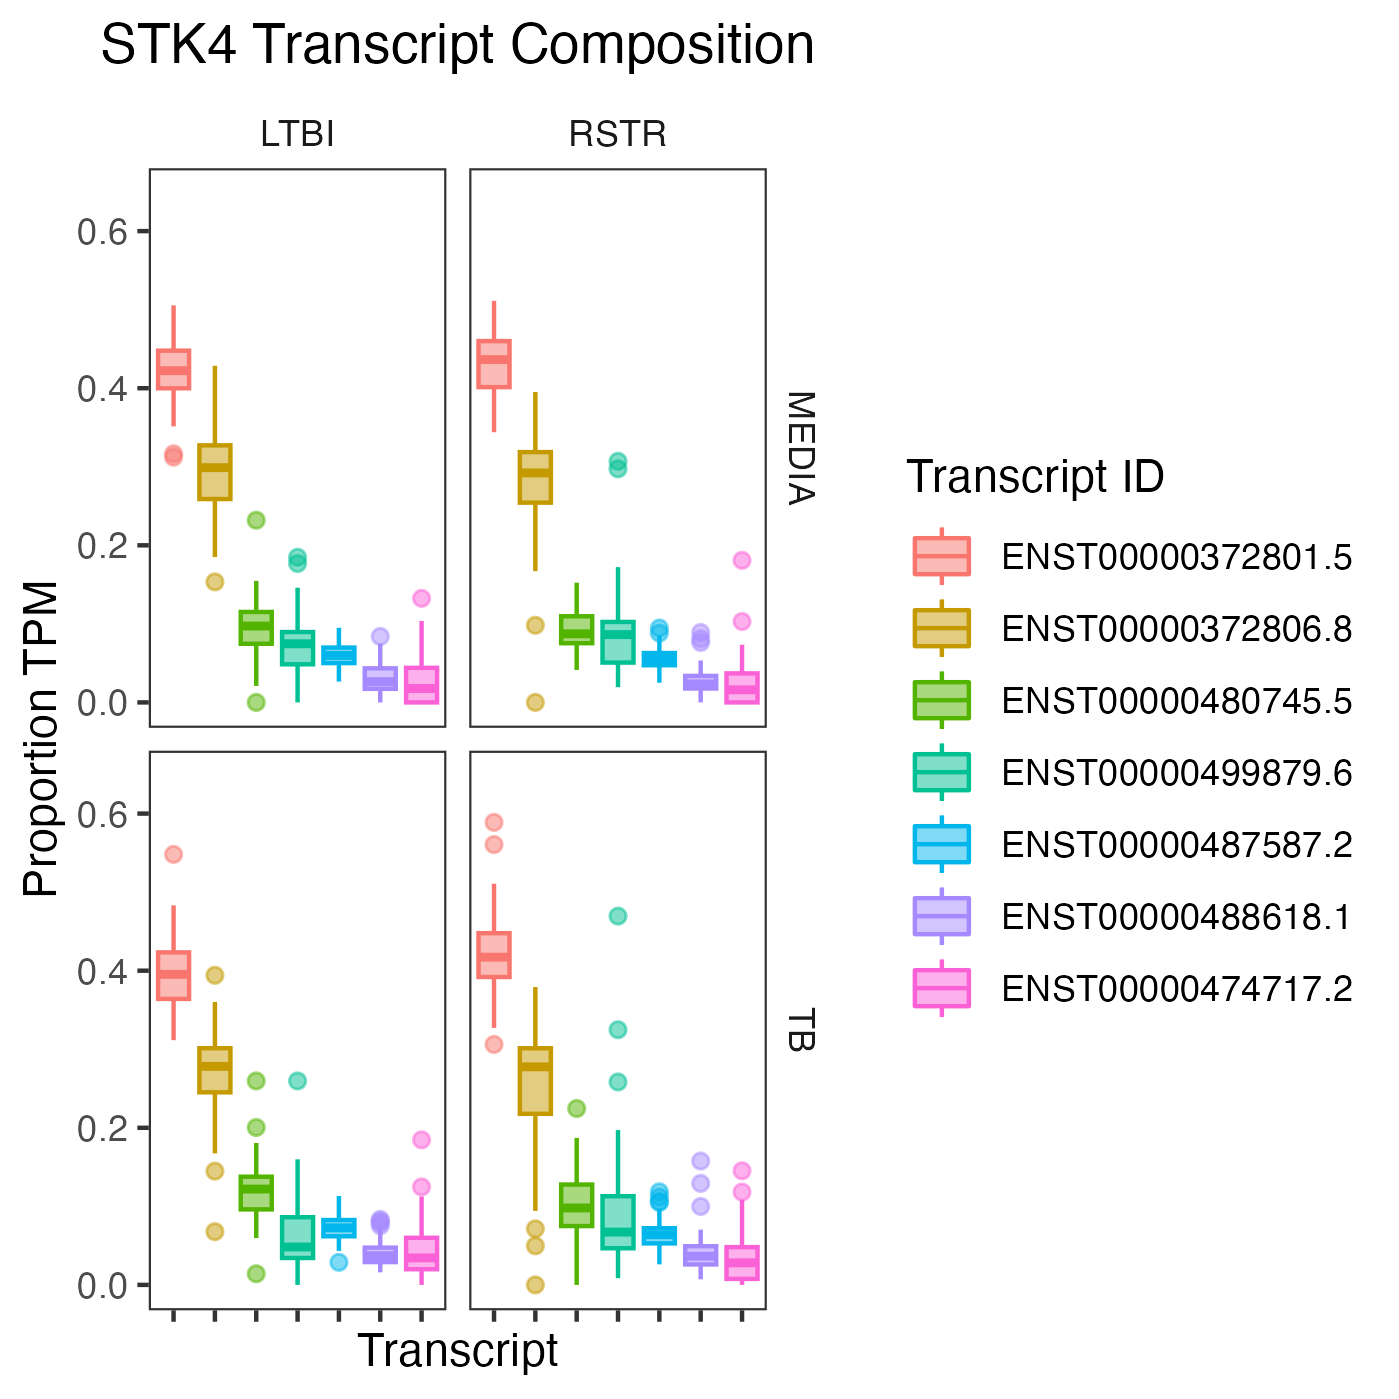 STK4 Transcript Composition
LTBI
RSTR
0.6
0.4
0.2
0.0
MEDIA
0.6
0.4
0.2
0.0
TB
Proportion TPM
Transcript
Transcript ID
ENST00000372801.5
ENST00000372806.8
ENST00000480745.5
ENST00000499879.6
ENST00000487587.2
ENST00000488618.1
ENST00000474717.2